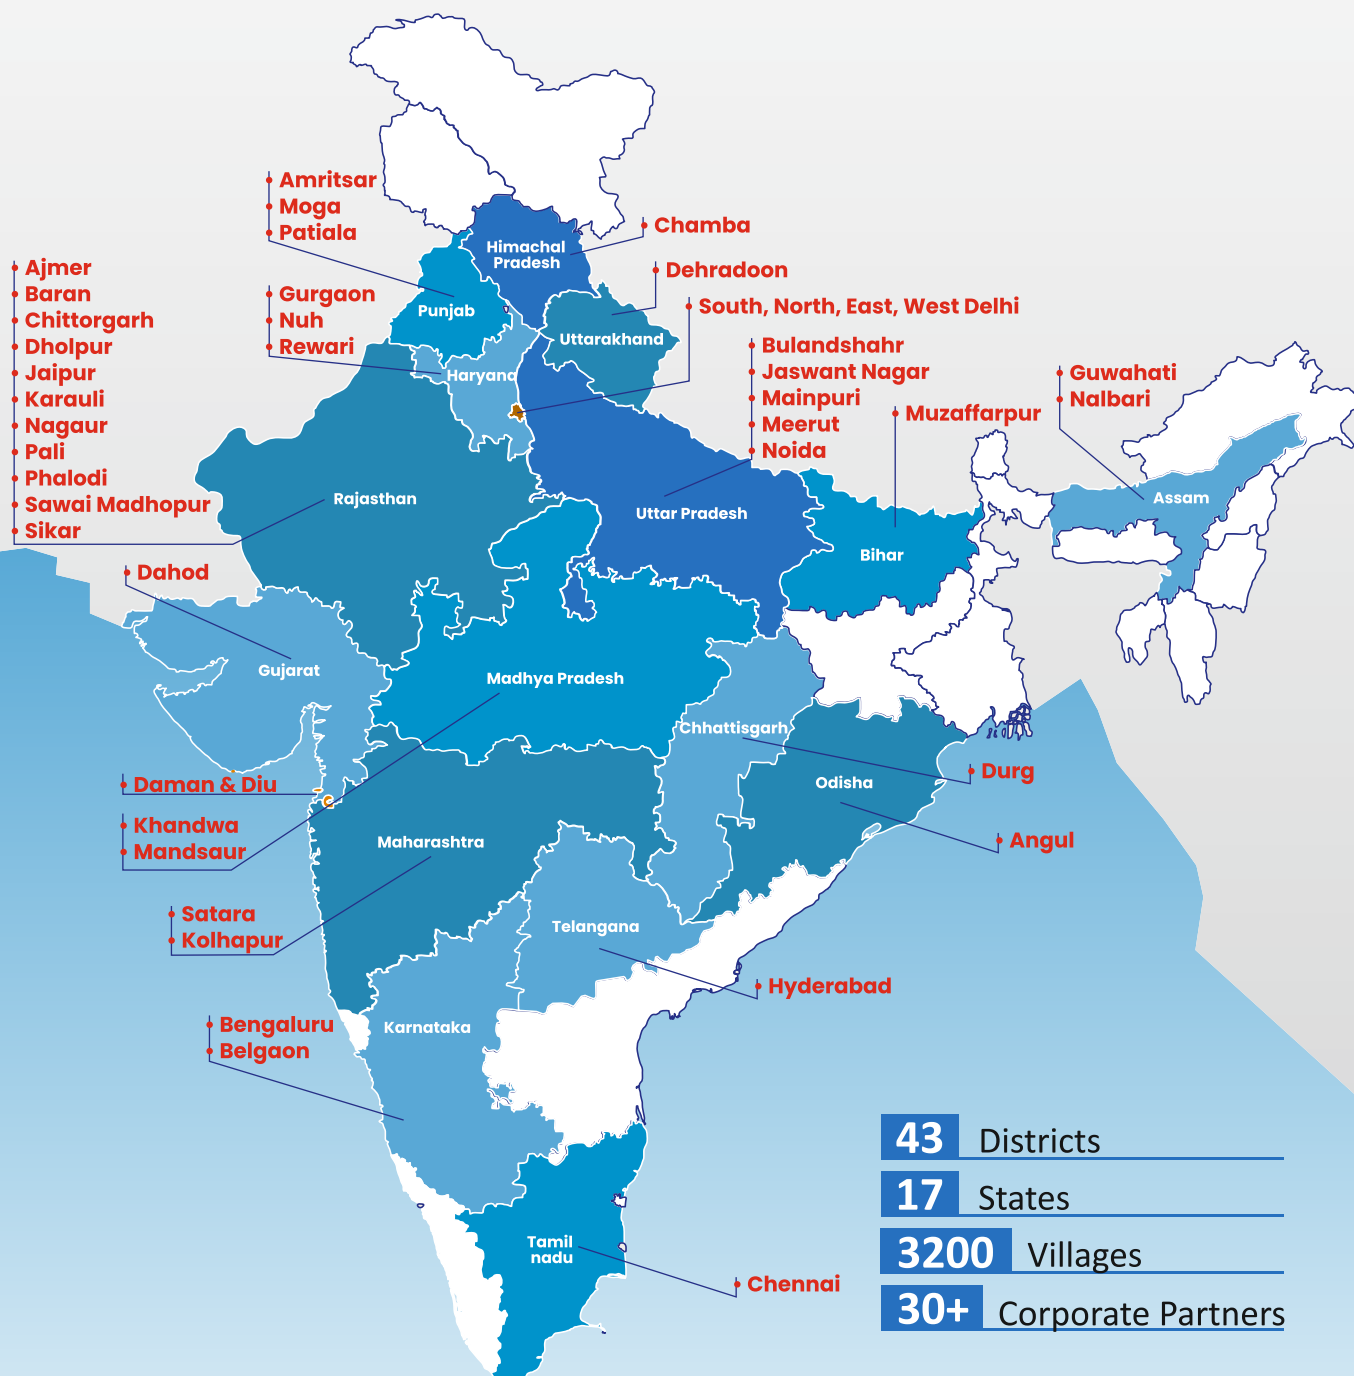 Amritsar
Moga
Patiala
Chamba
Himachal
Pradesh
Ajmer
Baran
Chittorgarh
Dholpur
Jaipur
Karauli
Nagaur
Pali
Phalodi
Sawai Madhopur
Sikar
Gurgaon
Nuh
Rewari
Punjab
Dehradoon
South, North, East, West Delhi
Uttarakhand
Haryana
Bulandshahr
Jaswant Nagar
Mainpuri
Meerut
Noida
Muzaffarpur
Guwahati
Nalbari
Rajasthan
Uttar Pradesh
Bihar
Assam
Dahod
Gujarat
Madhya Pradesh
Chhattisgarh
Durg
Daman & Diu
Odisha
Khandwa
Mandsaur
Maharashtra
Angul
Satara
Kolhapur
Telangana
Hyderabad
Bengaluru
Belgaon
Karnataka
43 Districts
17 States
3200 Villages
30+ Corporate Partners
Tamil
nadu
Chennai